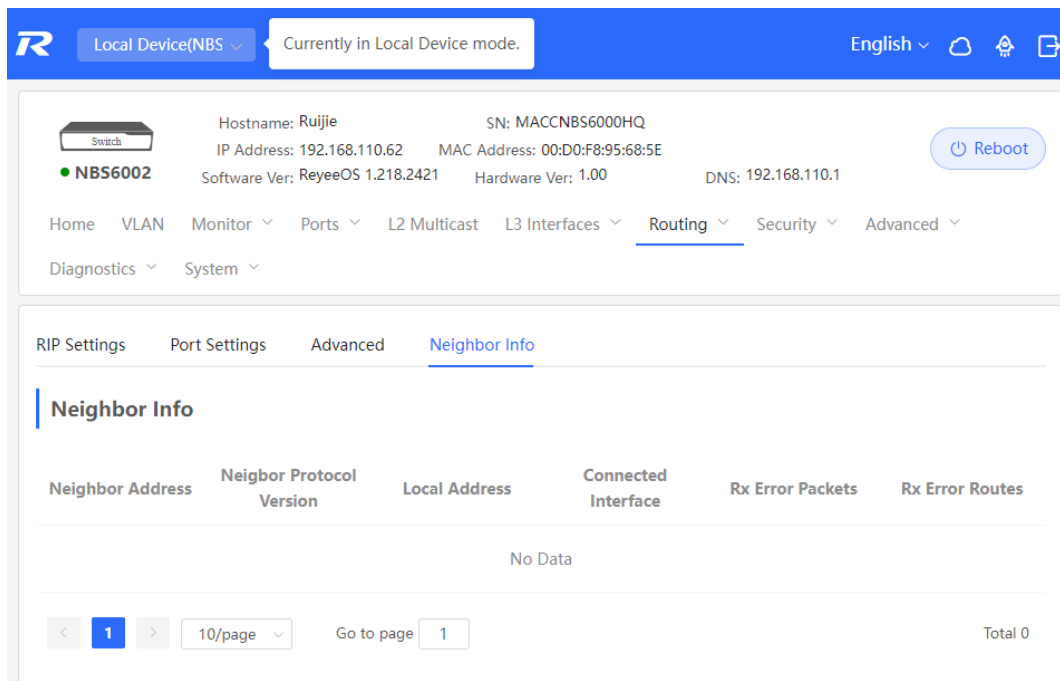 Local Device(NBS
Currently in Local Device mode.
English
Switch
NBS6002
Hostname: Ruijie
SN: MACCNBS6000HQ
IP Address: 192.168.110.62
MAC Address: 00:D0:F8:95:68:5E
Software Ver: ReyeeOS 1.218.2421
Hardware Ver: 1.00
DNS: 192.168.110.1
Reboot
Home VLAN Monitor Ports L2 Multicast L3 Interfaces Routing Security Advanced
Diagnostics System
RIP Settings Port Settings Advanced Neighbor Info
Neighbor Info
Neighbor Address
Neigbor Protocol
Version
Local Address
Connected
Interface
Rx Error Packets
Rx Error Routes
No Data
1
10/page
Go to page 1
Total 0